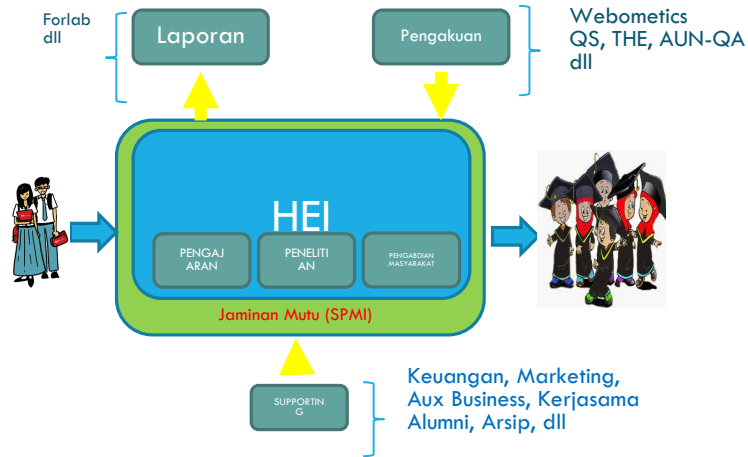 Forlab
dll
Laporan
Pengakuan
Webometics
QS, THE, AUN-QA
dll
HEI
PENGAJ
ARAN
PENELITI
AN
PENGABDIAN
MASYARAKAT
Jaminan Mutu (SPMI)
SUPPORTIN
G
Keuangan, Marketing,
Aux Business, Kerjasama
Alumni, Arsip, dll